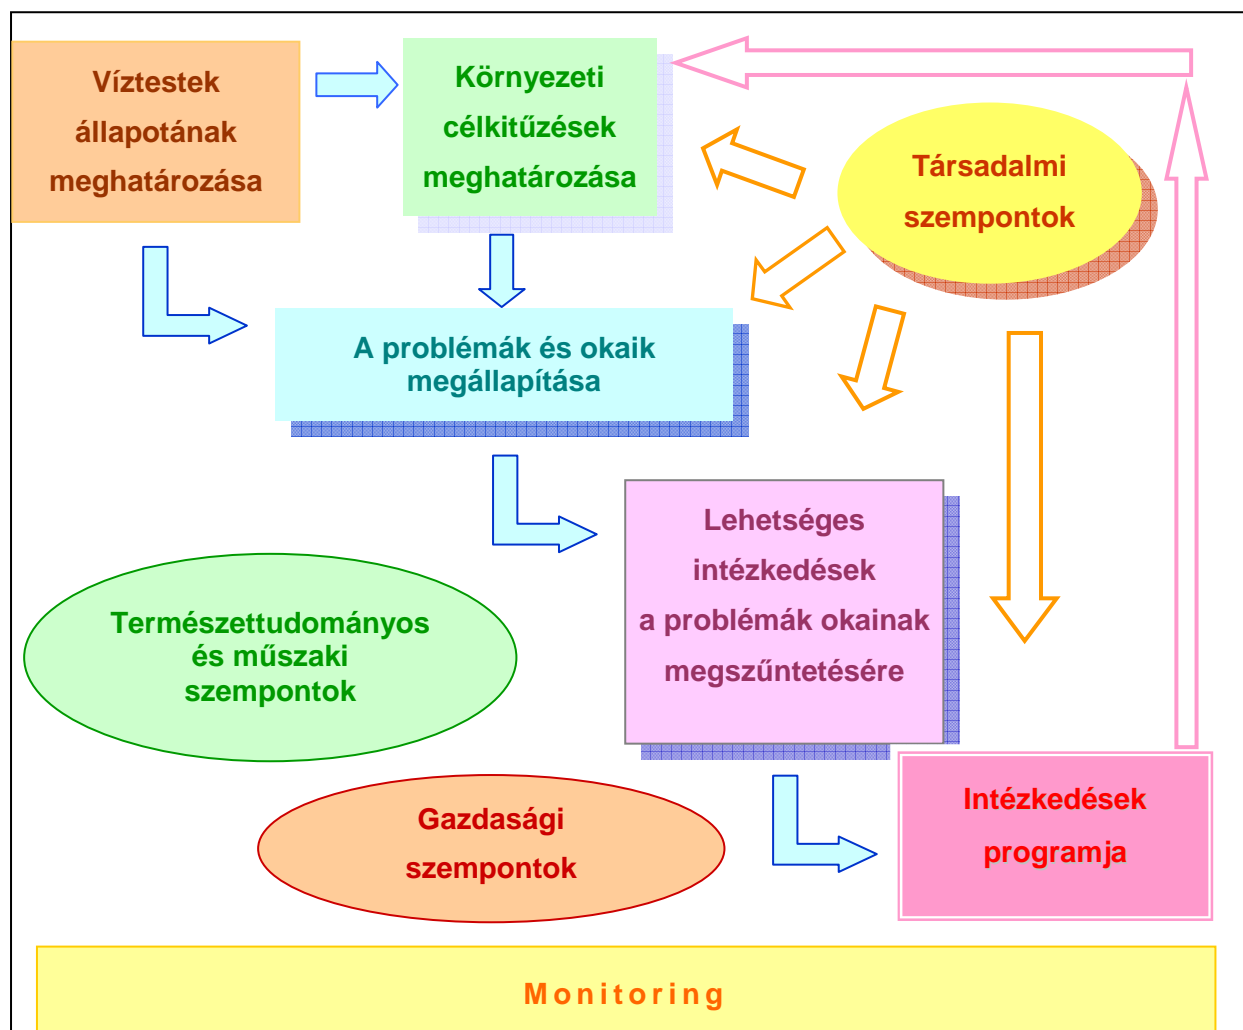 Víztestek
állapotának
meghatározása
Környezeti
célkitűzések
meghatározása
Társadalmi
szempontok
A problémák és okaik
megállapítása
Lehetséges
intézkedések
a problémák okainak
megszűntetésére
Természettudományos
és műszaki
szempontok
Gazdasági
szempontok
Intézkedések
programja
Monitoring